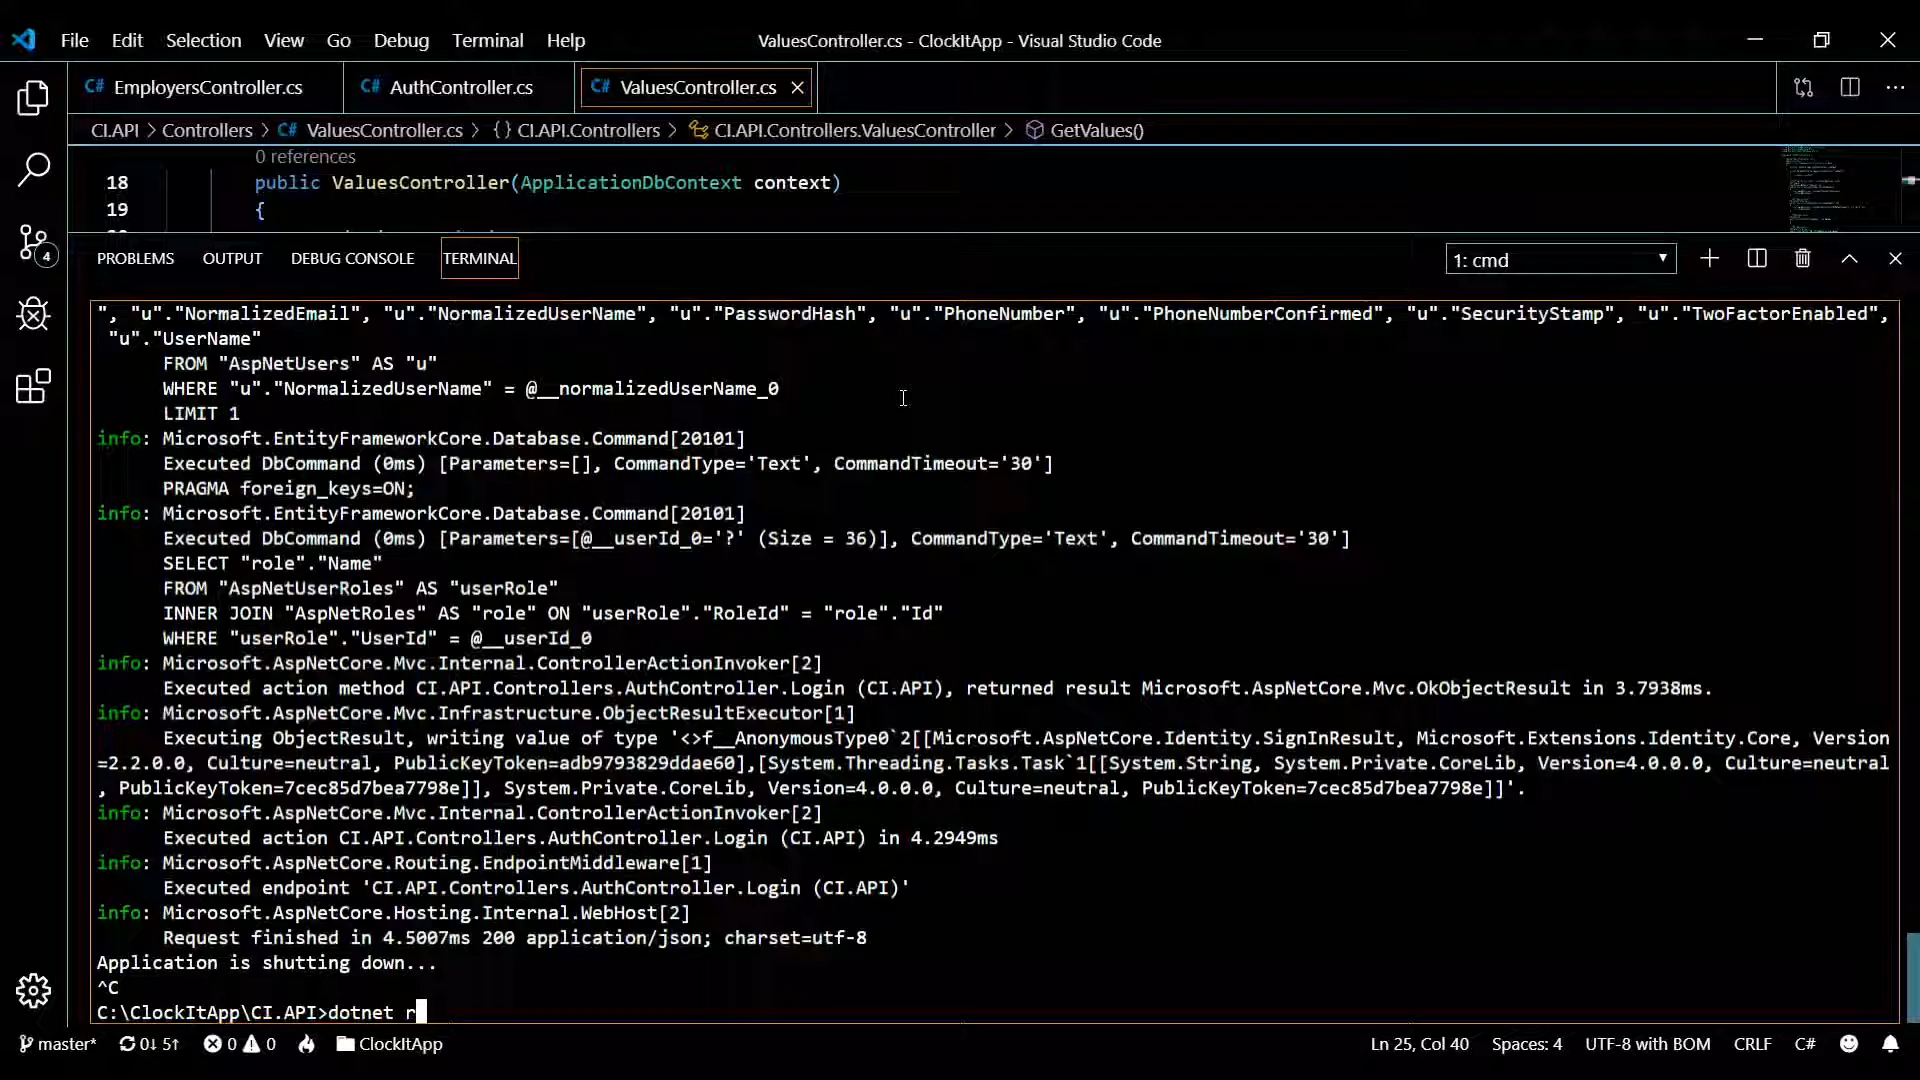 File Edit Selection View Go Debug Terminal Help ValuesController.cs - ClockItApp - Visual Studio Code
C# EmployersController.cs C# AuthController.cs C# ValuesController.cs ×
CI.API > Controllers > C# ValuesController.cs > {} CI.API.Controllers > CI.API.Controllers.ValuesController > GetValues()
0 references
18 public ValuesController(ApplicationDbContext context)
19 {
4
PROBLEMS OUTPUT DEBUG CONSOLE TERMINAL 1: cmd
", "u"."NormalizedEmail", "u"."NormalizedUserName", "u"."PasswordHash", "u"."PhoneNumber", "u"."PhoneNumberConfirmed", "u"."SecurityStamp", "u"."TwoFactorEnabled",
"u"."UserName"
FROM "AspNetUsers" AS "u"
WHERE "u"."NormalizedUserName" = @__normalizedUserName_0
LIMIT 1
info: Microsoft.EntityFrameworkCore.Database.Command[20101]
Executed DbCommand (0ms) [Parameters=[], CommandType='Text', CommandTimeout='30']
PRAGMA foreign_keys=ON;
info: Microsoft.EntityFrameworkCore.Database.Command[20101]
Executed DbCommand (0ms) [Parameters=[@__userId_0='?' (Size = 36)], CommandType='Text', CommandTimeout='30']
SELECT "role"."Name"
FROM "AspNetUserRoles" AS "userRole"
INNER JOIN "AspNetRoles" AS "role" ON "userRole"."RoleId" = "role"."Id"
WHERE "userRole"."UserId" = @__userId_0
info: Microsoft.AspNetCore.Mvc.Internal.ControllerActionInvoker[2]
Executed action method CI.API.Controllers.AuthController.Login (CI.API), returned result Microsoft.AspNetCore.Mvc.OkObjectResult in 3.7938ms.
info: Microsoft.AspNetCore.Mvc.Infrastructure.ObjectResultExecutor[1]
Executing ObjectResult, writing value of type '<>f__AnonymousType0`2[[Microsoft.AspNetCore.Identity.SignInResult, Microsoft.Extensions.Identity.Core, Version
=2.2.0.0, Culture=neutral, PublicKeyToken=adb9793829ddae60],[System.Threading.Tasks.Task`1[[System.String, System.Private.CoreLib, Version=4.0.0.0, Culture=neutral
, PublicKeyToken=7cec85d7bea7798e]], System.Private.CoreLib, Version=4.0.0.0, Culture=neutral, PublicKeyToken=7cec85d7bea7798e]]'.
info: Microsoft.AspNetCore.Mvc.Internal.ControllerActionInvoker[2]
Executed action CI.API.Controllers.AuthController.Login (CI.API) in 4.2949ms
info: Microsoft.AspNetCore.Routing.EndpointMiddleware[1]
Executed endpoint 'CI.API.Controllers.AuthController.Login (CI.API)'
info: Microsoft.AspNetCore.Hosting.Internal.WebHost[2]
Request finished in 4.5007ms 200 application/json; charset=utf-8
Application is shutting down...
^C
C:\ClockItApp\CI.API>dotnet r
master* 0↓ 5↑ 0 0 ClockItApp Ln 25, Col 40 Spaces: 4 UTF-8 with BOM CRLF C#